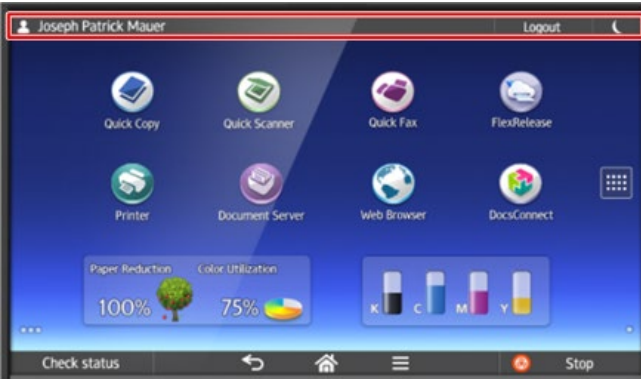 Joseph Patrick Mauer Logout
Quick Copy Quick Scanner Quick Fax FlexRelease
Printer Document Server Web Browser DocsConnect
Paper Reduction Color Utilization
100% 75% K C M Y
Check status Stop